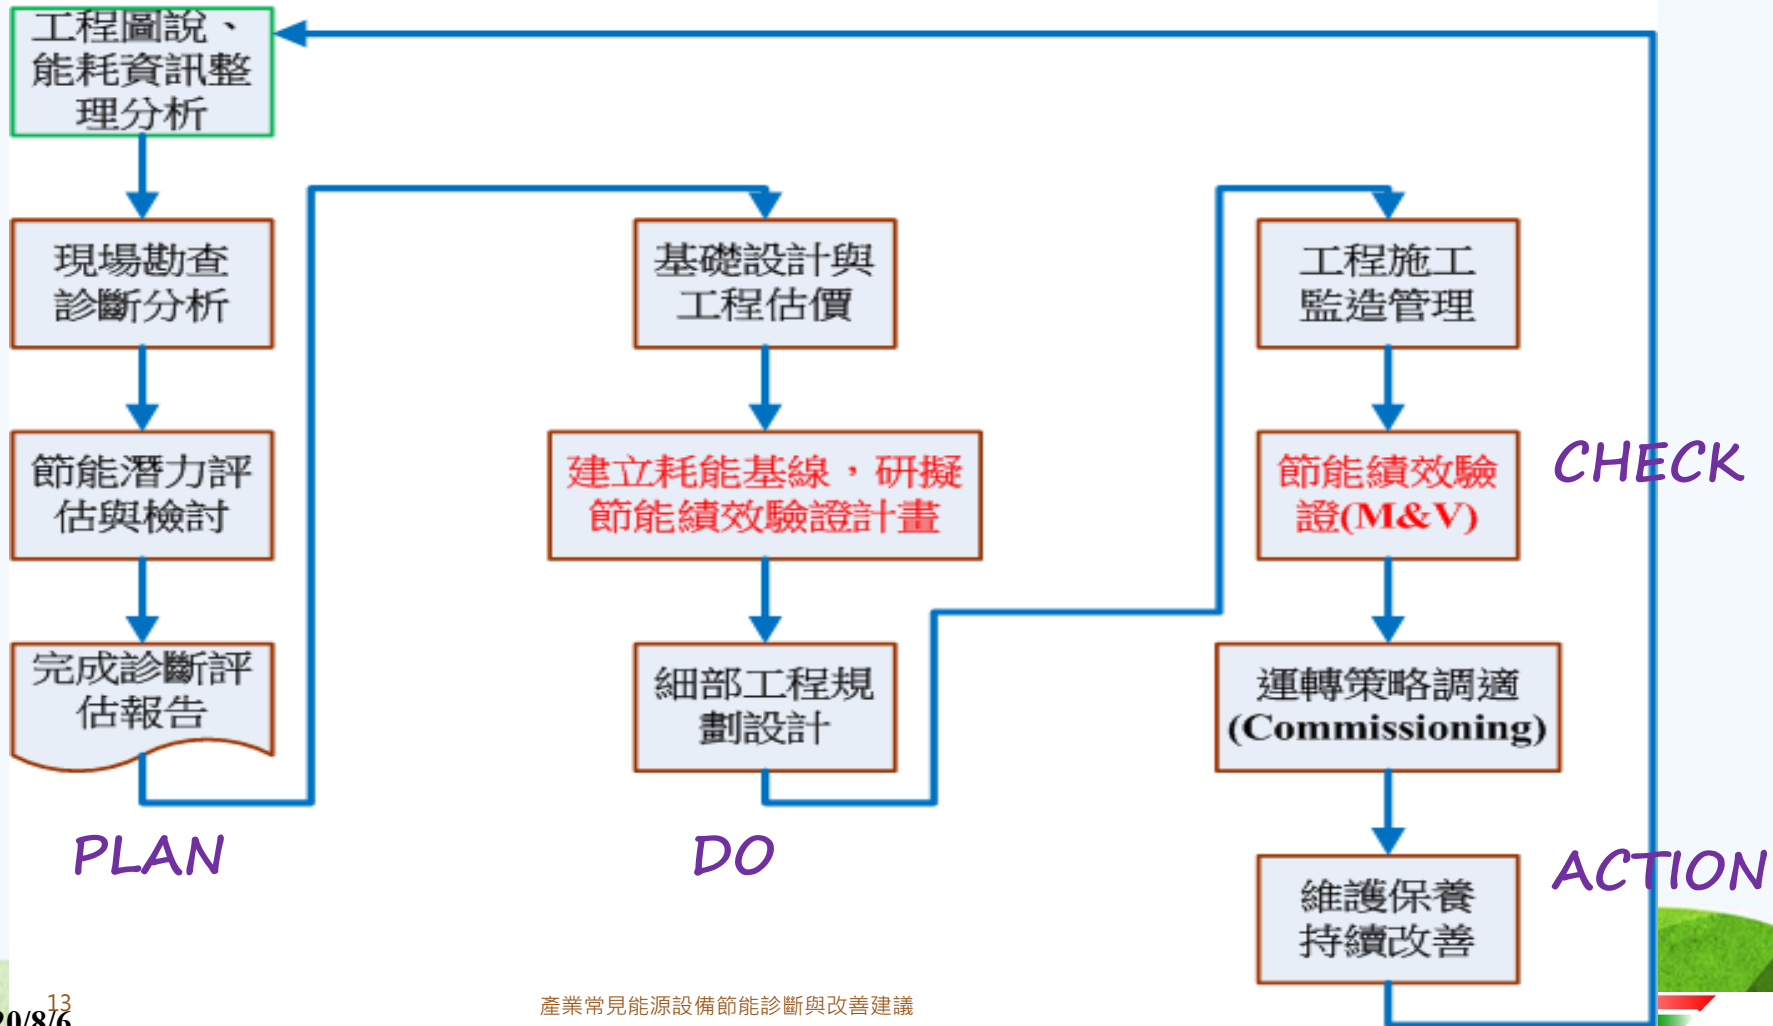 工程圖說、
能耗資訊整
理分析
現場勘查
診斷分析
節能潛力評
估與檢討
完成診斷評
估報告
PLAN
基礎設計與
工程估價
建立耗能基線，研擬
節能績效驗證計畫
細部工程規
劃設計
DO
工程施工
監造管理
節能績效驗
證(M&V)
CHECK
運轉策略調適
(Commissioning)
維護保養
持續改善
ACTION
13
20/8/6
產業常見能源設備節能診斷與改善建議